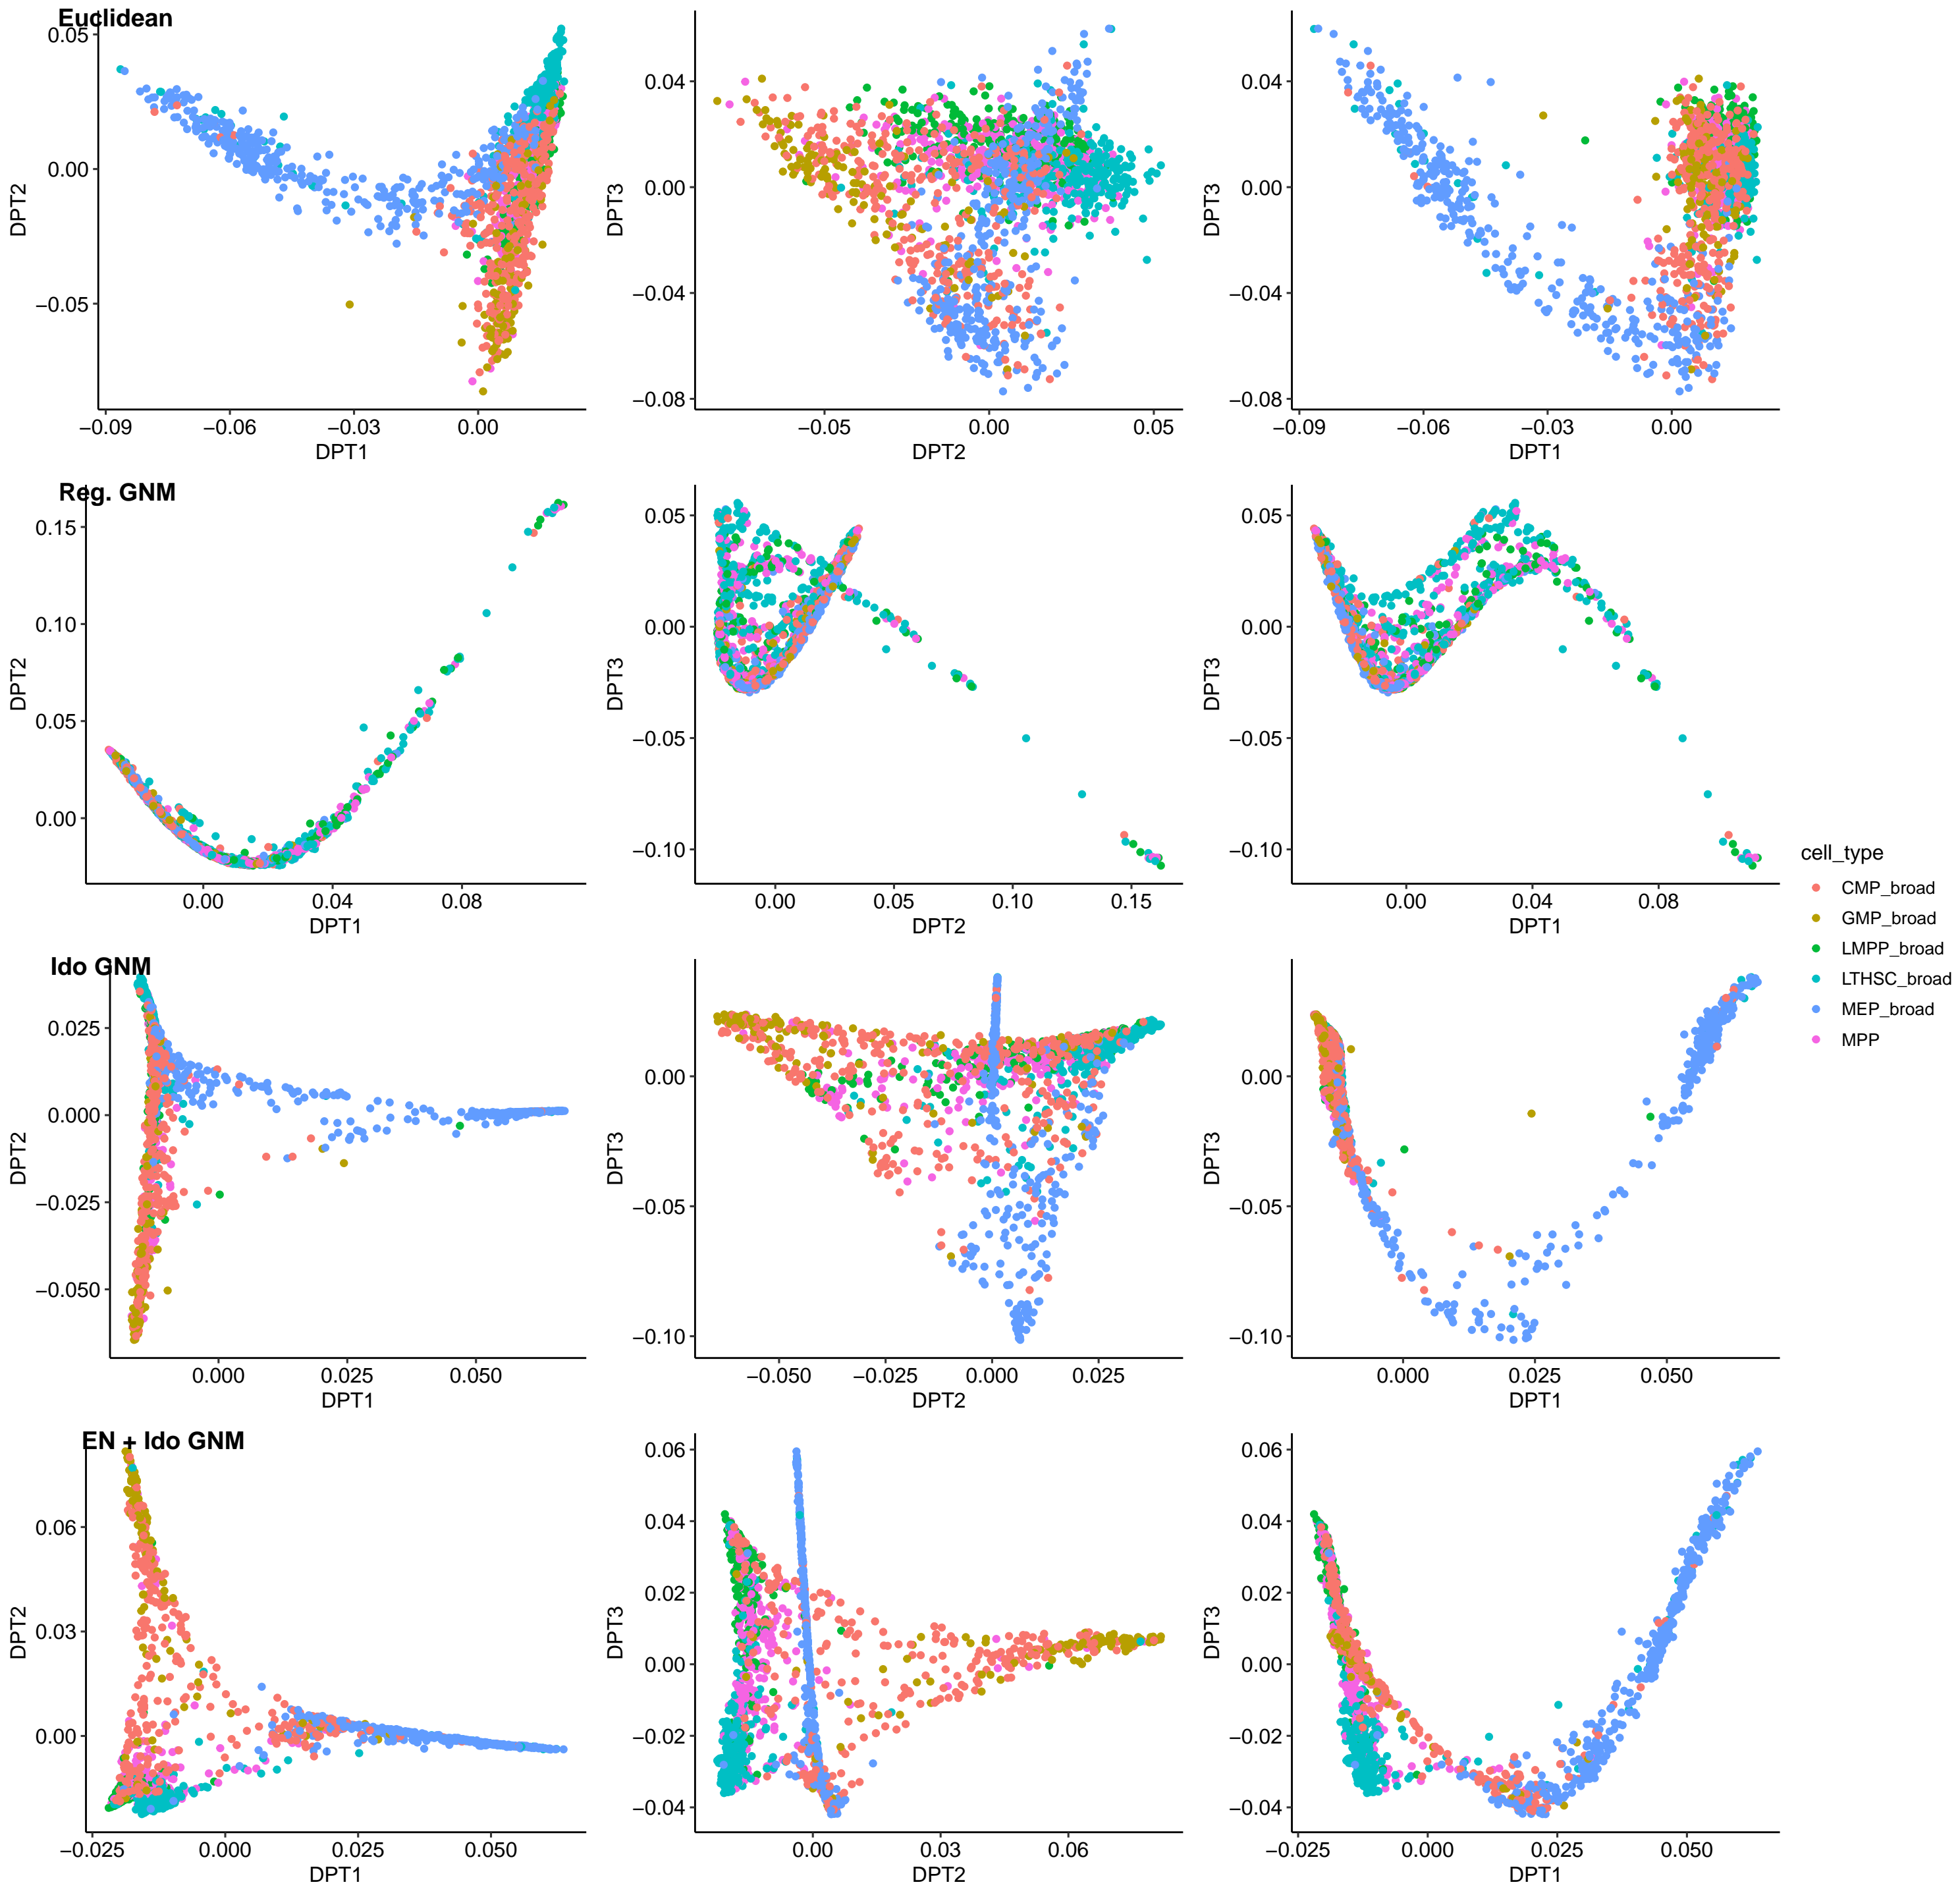 Euclidean
0.05
0.00
−0.05
DPT2
−0.09 −0.06 −0.03 0.00
DPT1
0.04
0.00
−0.04
−0.08
DPT3
−0.05 0.00 0.05
DPT2
0.04
0.00
−0.04
−0.08
DPT3
−0.09 −0.06 −0.03 0.00
DPT1
Reg. GNM
0.15
0.10
0.05
0.00
DPT2
0.00 0.04 0.08
DPT1
0.05
0.00
−0.05
−0.10
DPT3
0.00 0.05 0.10 0.15
DPT2
0.05
0.00
−0.05
−0.10
DPT3
0.00 0.04 0.08
DPT1
cell_type
CMP_broad
GMP_broad
LMPP_broad
LTHSC_broad
MEP_broad
MPP
Ido GNM
0.025
0.000
−0.025
−0.050
DPT2
0.000 0.025 0.050
DPT1
0.00
−0.05
−0.10
DPT3
−0.050 −0.025 0.000 0.025
DPT2
0.00
−0.05
−0.10
DPT3
0.000 0.025 0.050
DPT1
EN + Ido GNM
0.06
0.03
0.00
DPT2
−0.025 0.000 0.025 0.050
DPT1
0.06
0.04
0.02
0.00
−0.02
−0.04
DPT3
0.00 0.03 0.06
DPT2
0.06
0.04
0.02
0.00
−0.02
−0.04
DPT3
−0.025 0.000 0.025 0.050
DPT1